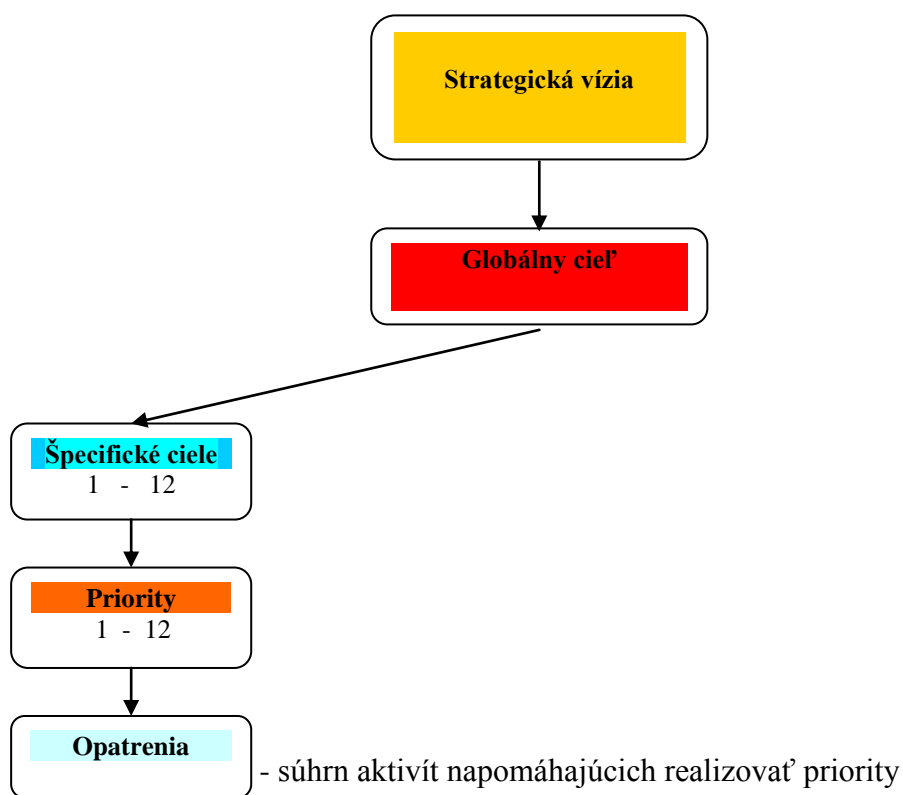 Strategická vízia
Globálny cieľ
Špecifické ciele
1 - 12
Priority
1 - 12
Opatrenia
- súhrn aktivít napomáhajúcich realizovať priority